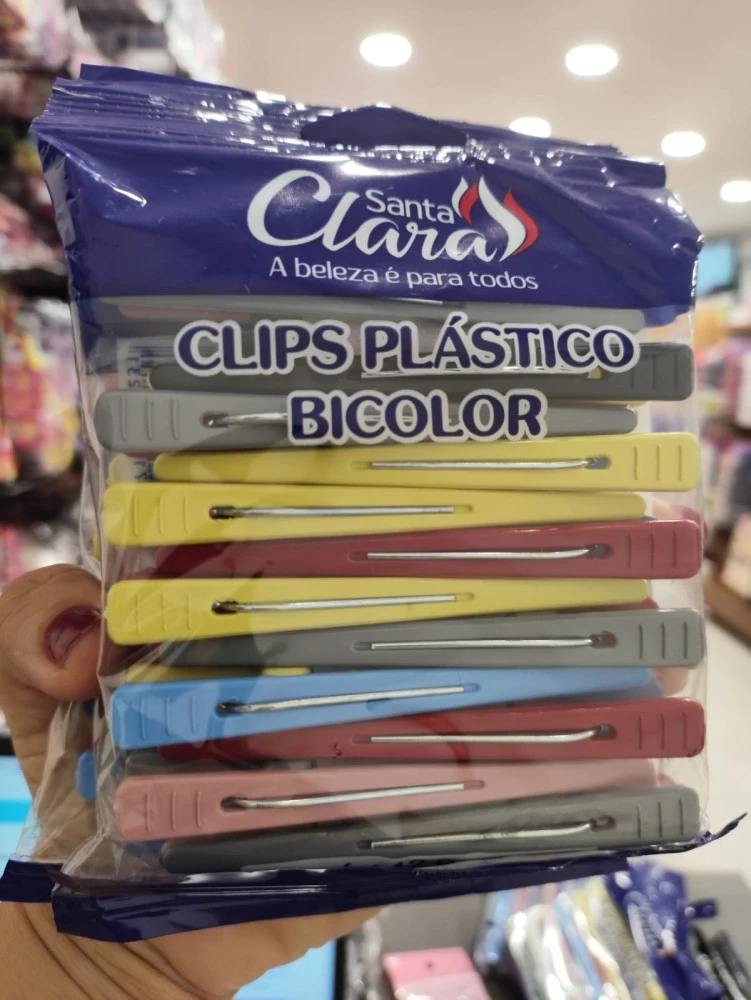 Santa
Clara
A beleza é para todos
CLIPS PLÁSTICO
BICOLOR